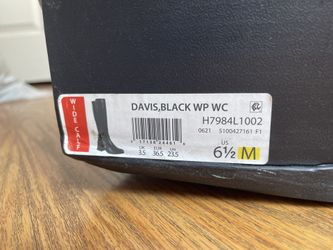 DAVIS,BLACK WP WC
WIDE CALF
H7984L1002
0621 S100427161 F1
UK EUR CM
3.5 36.5 23.5
US
6½ M